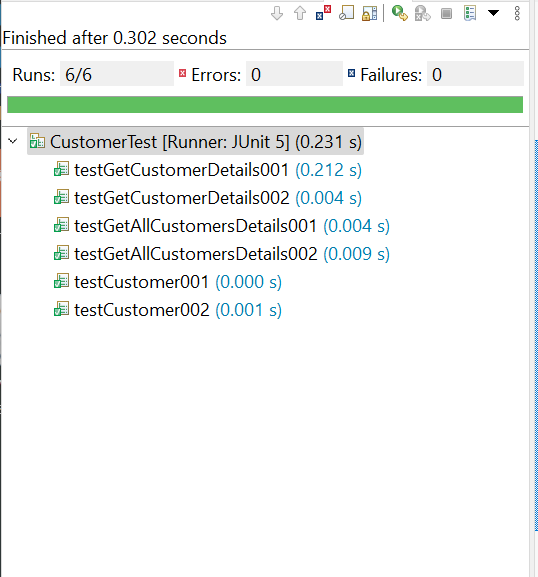 Finished after 0.302 seconds
Runs: 6/6 Errors: 0 Failures: 0
CustomerTest [Runner: JUnit 5] (0.231 s)
testGetCustomerDetails001 (0.212 s)
testGetCustomerDetails002 (0.004 s)
testGetAllCustomersDetails001 (0.004 s)
testGetAllCustomersDetails002 (0.009 s)
testCustomer001 (0.000 s)
testCustomer002 (0.001 s)